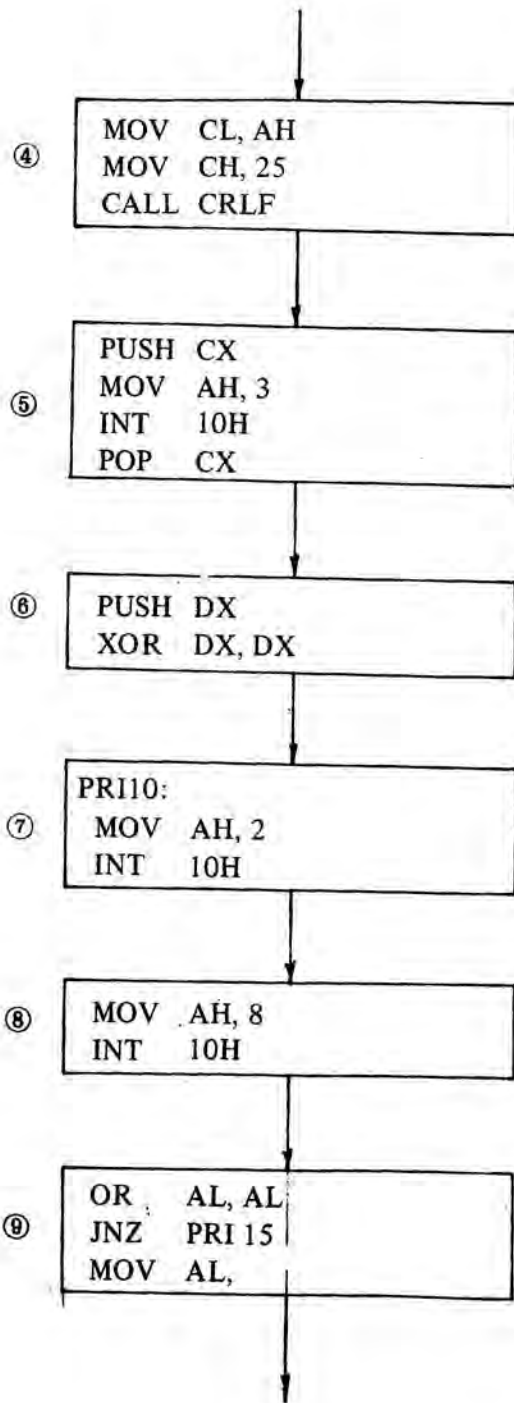 ④
MOV CL, AH
MOV CH, 25
CALL CRLF
⑤
PUSH CX
MOV AH, 3
INT 10H
POP CX
⑥
PUSH DX
XOR DX, DX
⑦
PRI10:
MOV AH, 2
INT 10H
⑧
MOV AH, 8
INT 10H
⑨
OR AL, AL
JNZ PRI 15
MOV AL,